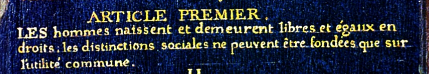 ARTICLE PREMIER.
LES hommes naissent et demeurent libres et égaux en
droits; les distinctions sociales ne peuvent être fondées que sur
l'utilité commune.
II